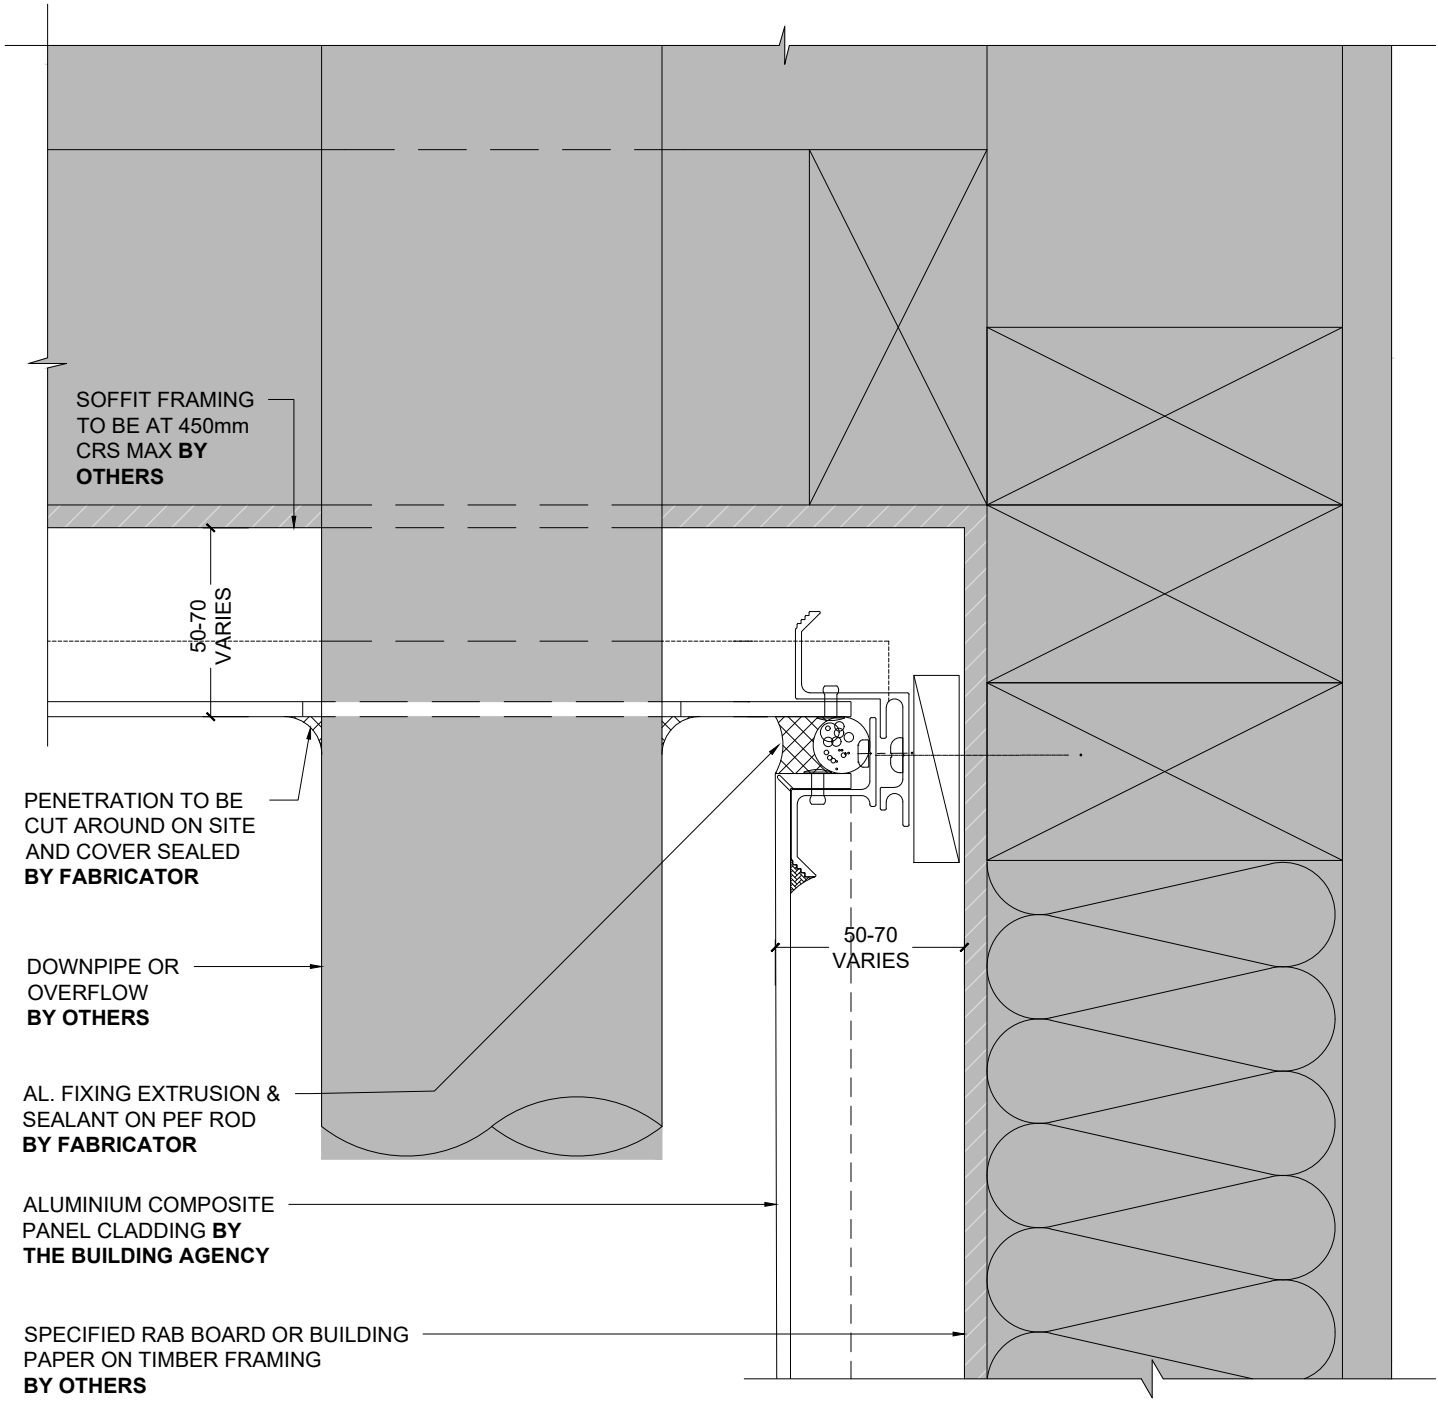 SOFFIT FRAMING
TO BE AT 450mm
CRS MAX BY
OTHERS
50-70
VARIES
PENETRATION TO BE
CUT AROUND ON SITE
AND COVER SEALED
BY FABRICATOR
50-70
VARIES
DOWNPIPE OR
OVERFLOW
BY OTHERS
AL. FIXING EXTRUSION &
SEALANT ON PEF ROD
BY FABRICATOR
ALUMINIUM COMPOSITE
PANEL CLADDING BY
THE BUILDING AGENCY
SPECIFIED RAB BOARD OR BUILDING
PAPER ON TIMBER FRAMING
BY OTHERS